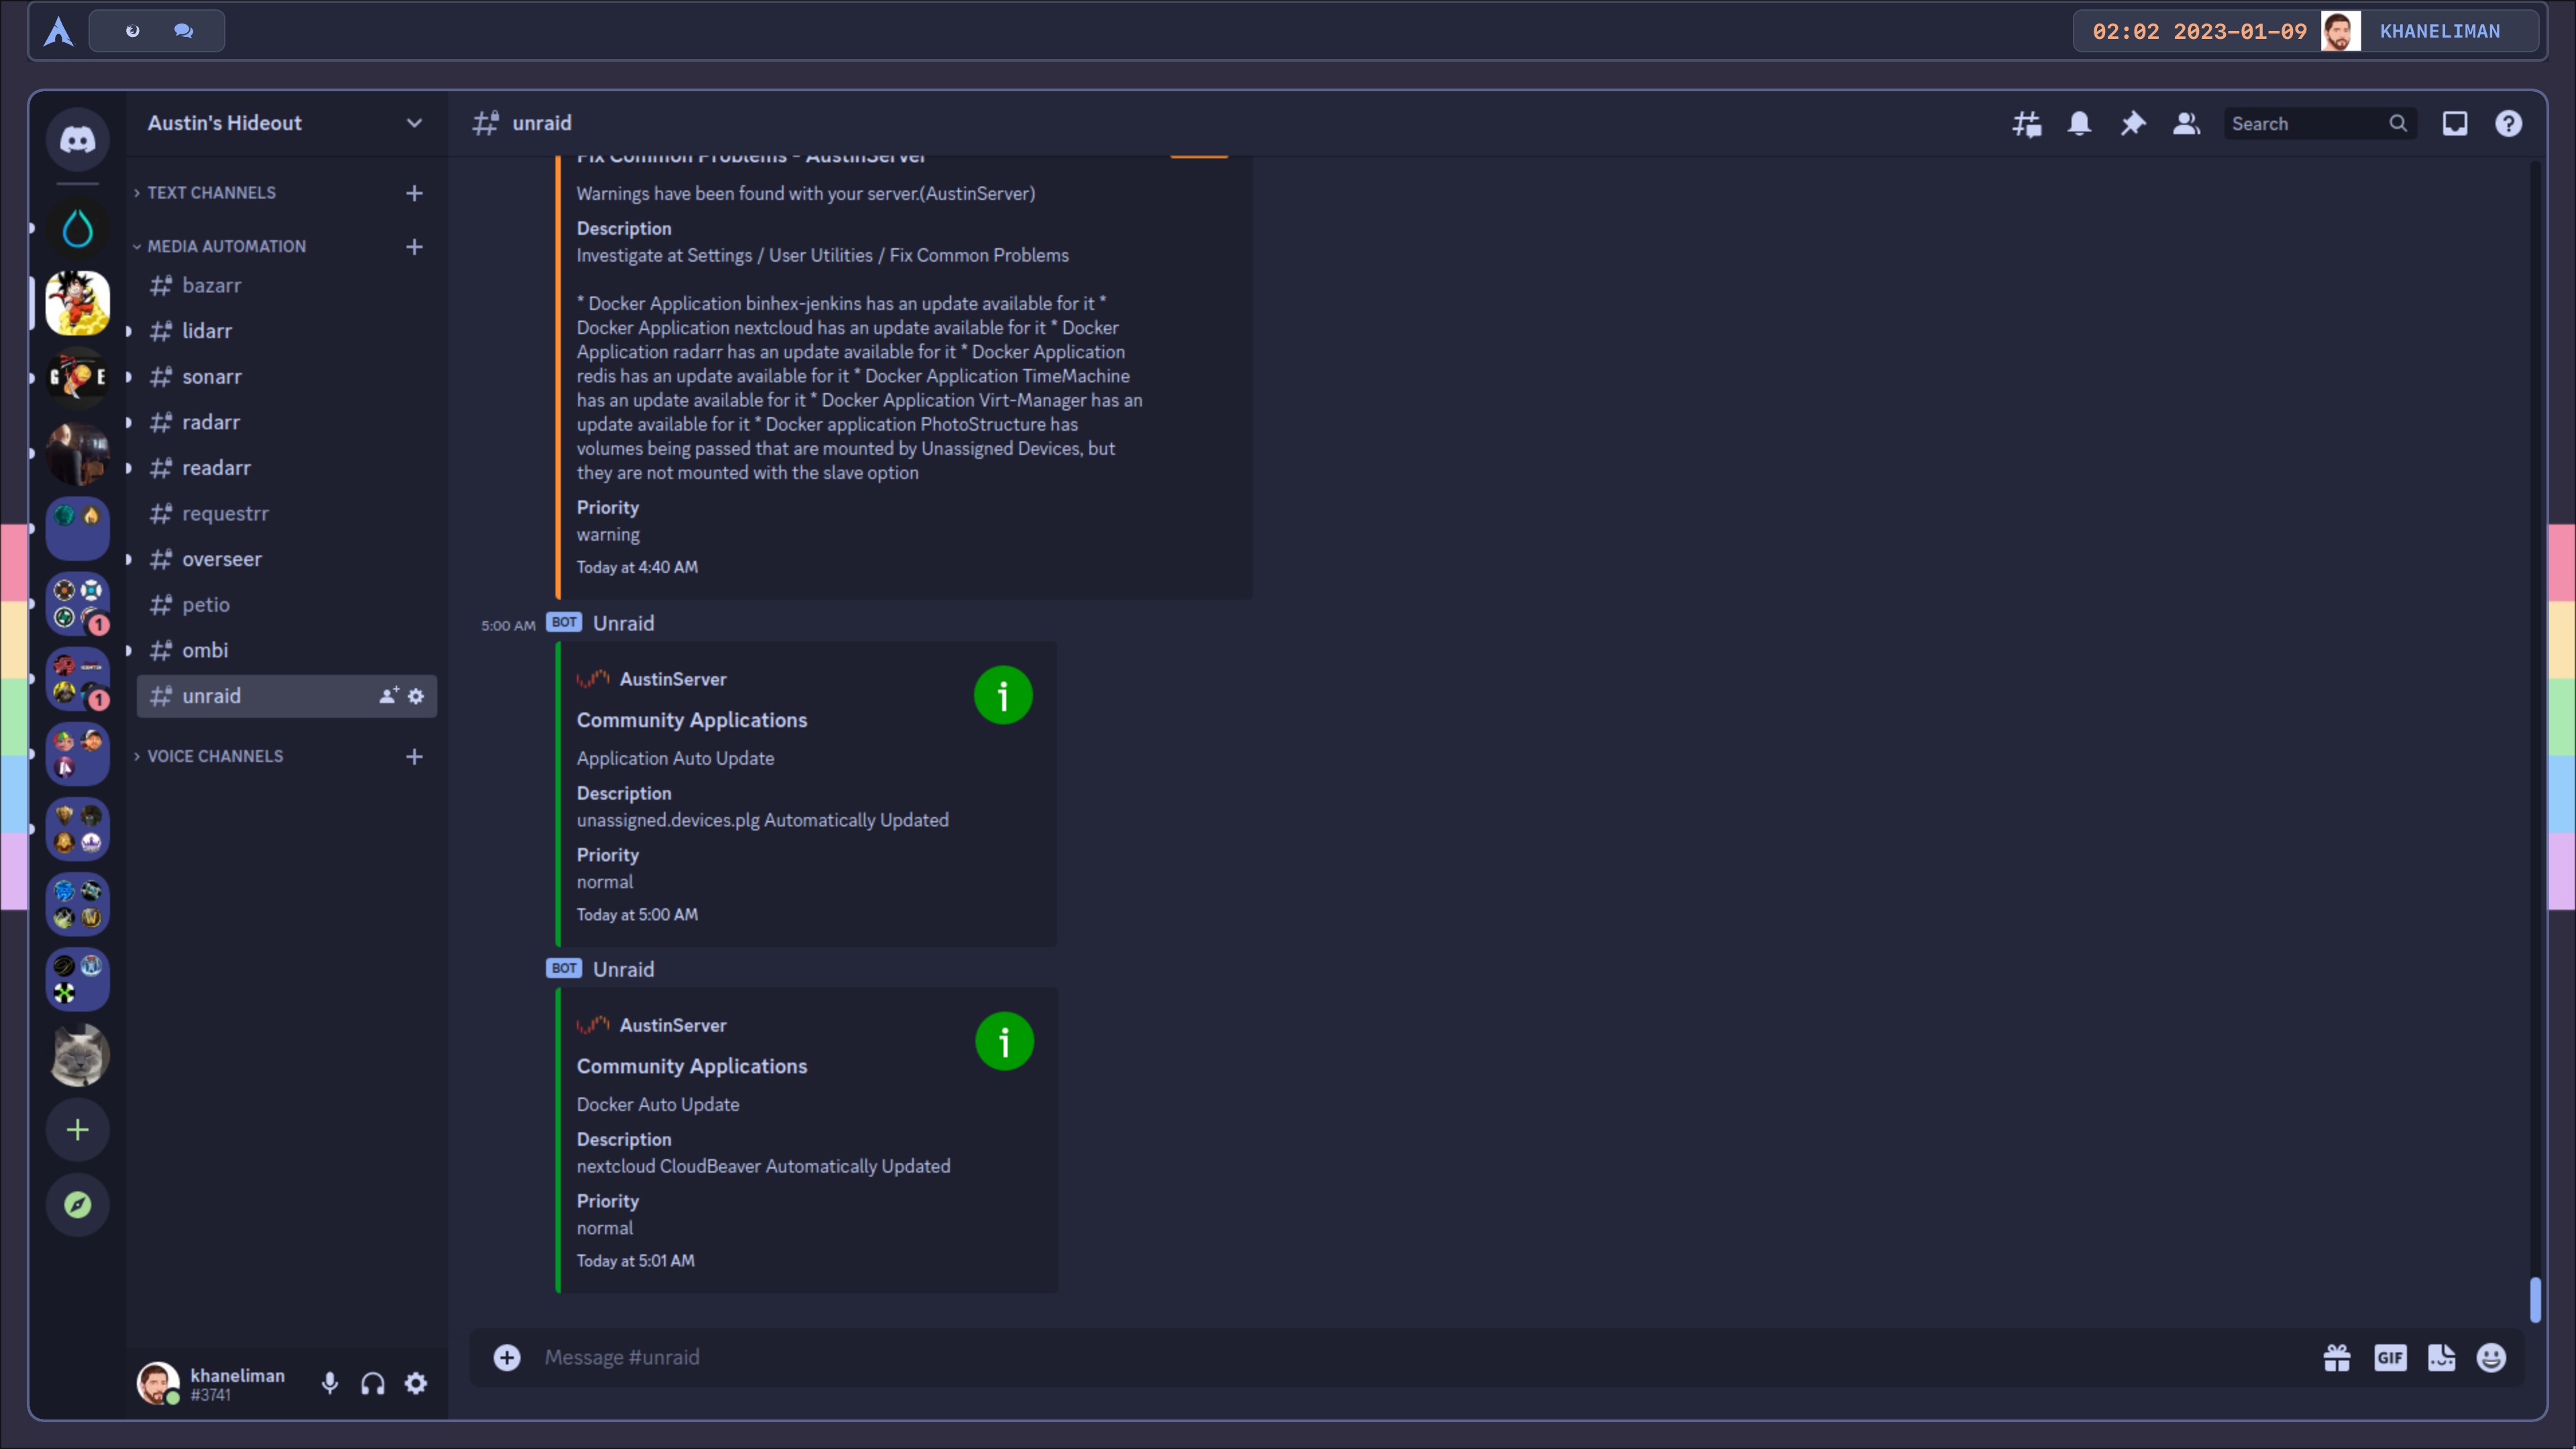 02:02 2023-01-09
KHANELIMAN
Austin's Hideout
TEXT CHANNELS
MEDIA AUTOMATION
bazarr
lidarr
sonarr
radarr
readarr
requestrr
overseer
petio
ombi
unraid
VOICE CHANNELS
G E
1
1
khaneliman
#3741
unraid
Search
Fix Common Problems - AustinServer
Warnings have been found with your server.(AustinServer)
Description
Investigate at Settings / User Utilities / Fix Common Problems
* Docker Application binhex-jenkins has an update available for it *
Docker Application nextcloud has an update available for it * Docker
Application radarr has an update available for it * Docker Application
redis has an update available for it * Docker Application TimeMachine
has an update available for it * Docker Application Virt-Manager has an
update available for it * Docker application PhotoStructure has
volumes being passed that are mounted by Unassigned Devices, but
they are not mounted with the slave option
Priority
warning
Today at 4:40 AM
5:00 AM BOT Unraid
AustinServer
Community Applications
Application Auto Update
Description
unassigned.devices.plg Automatically Updated
Priority
normal
Today at 5:00 AM
BOT Unraid
AustinServer
Community Applications
Docker Auto Update
Description
nextcloud CloudBeaver Automatically Updated
Priority
normal
Today at 5:01 AM
Message #unraid
GIF